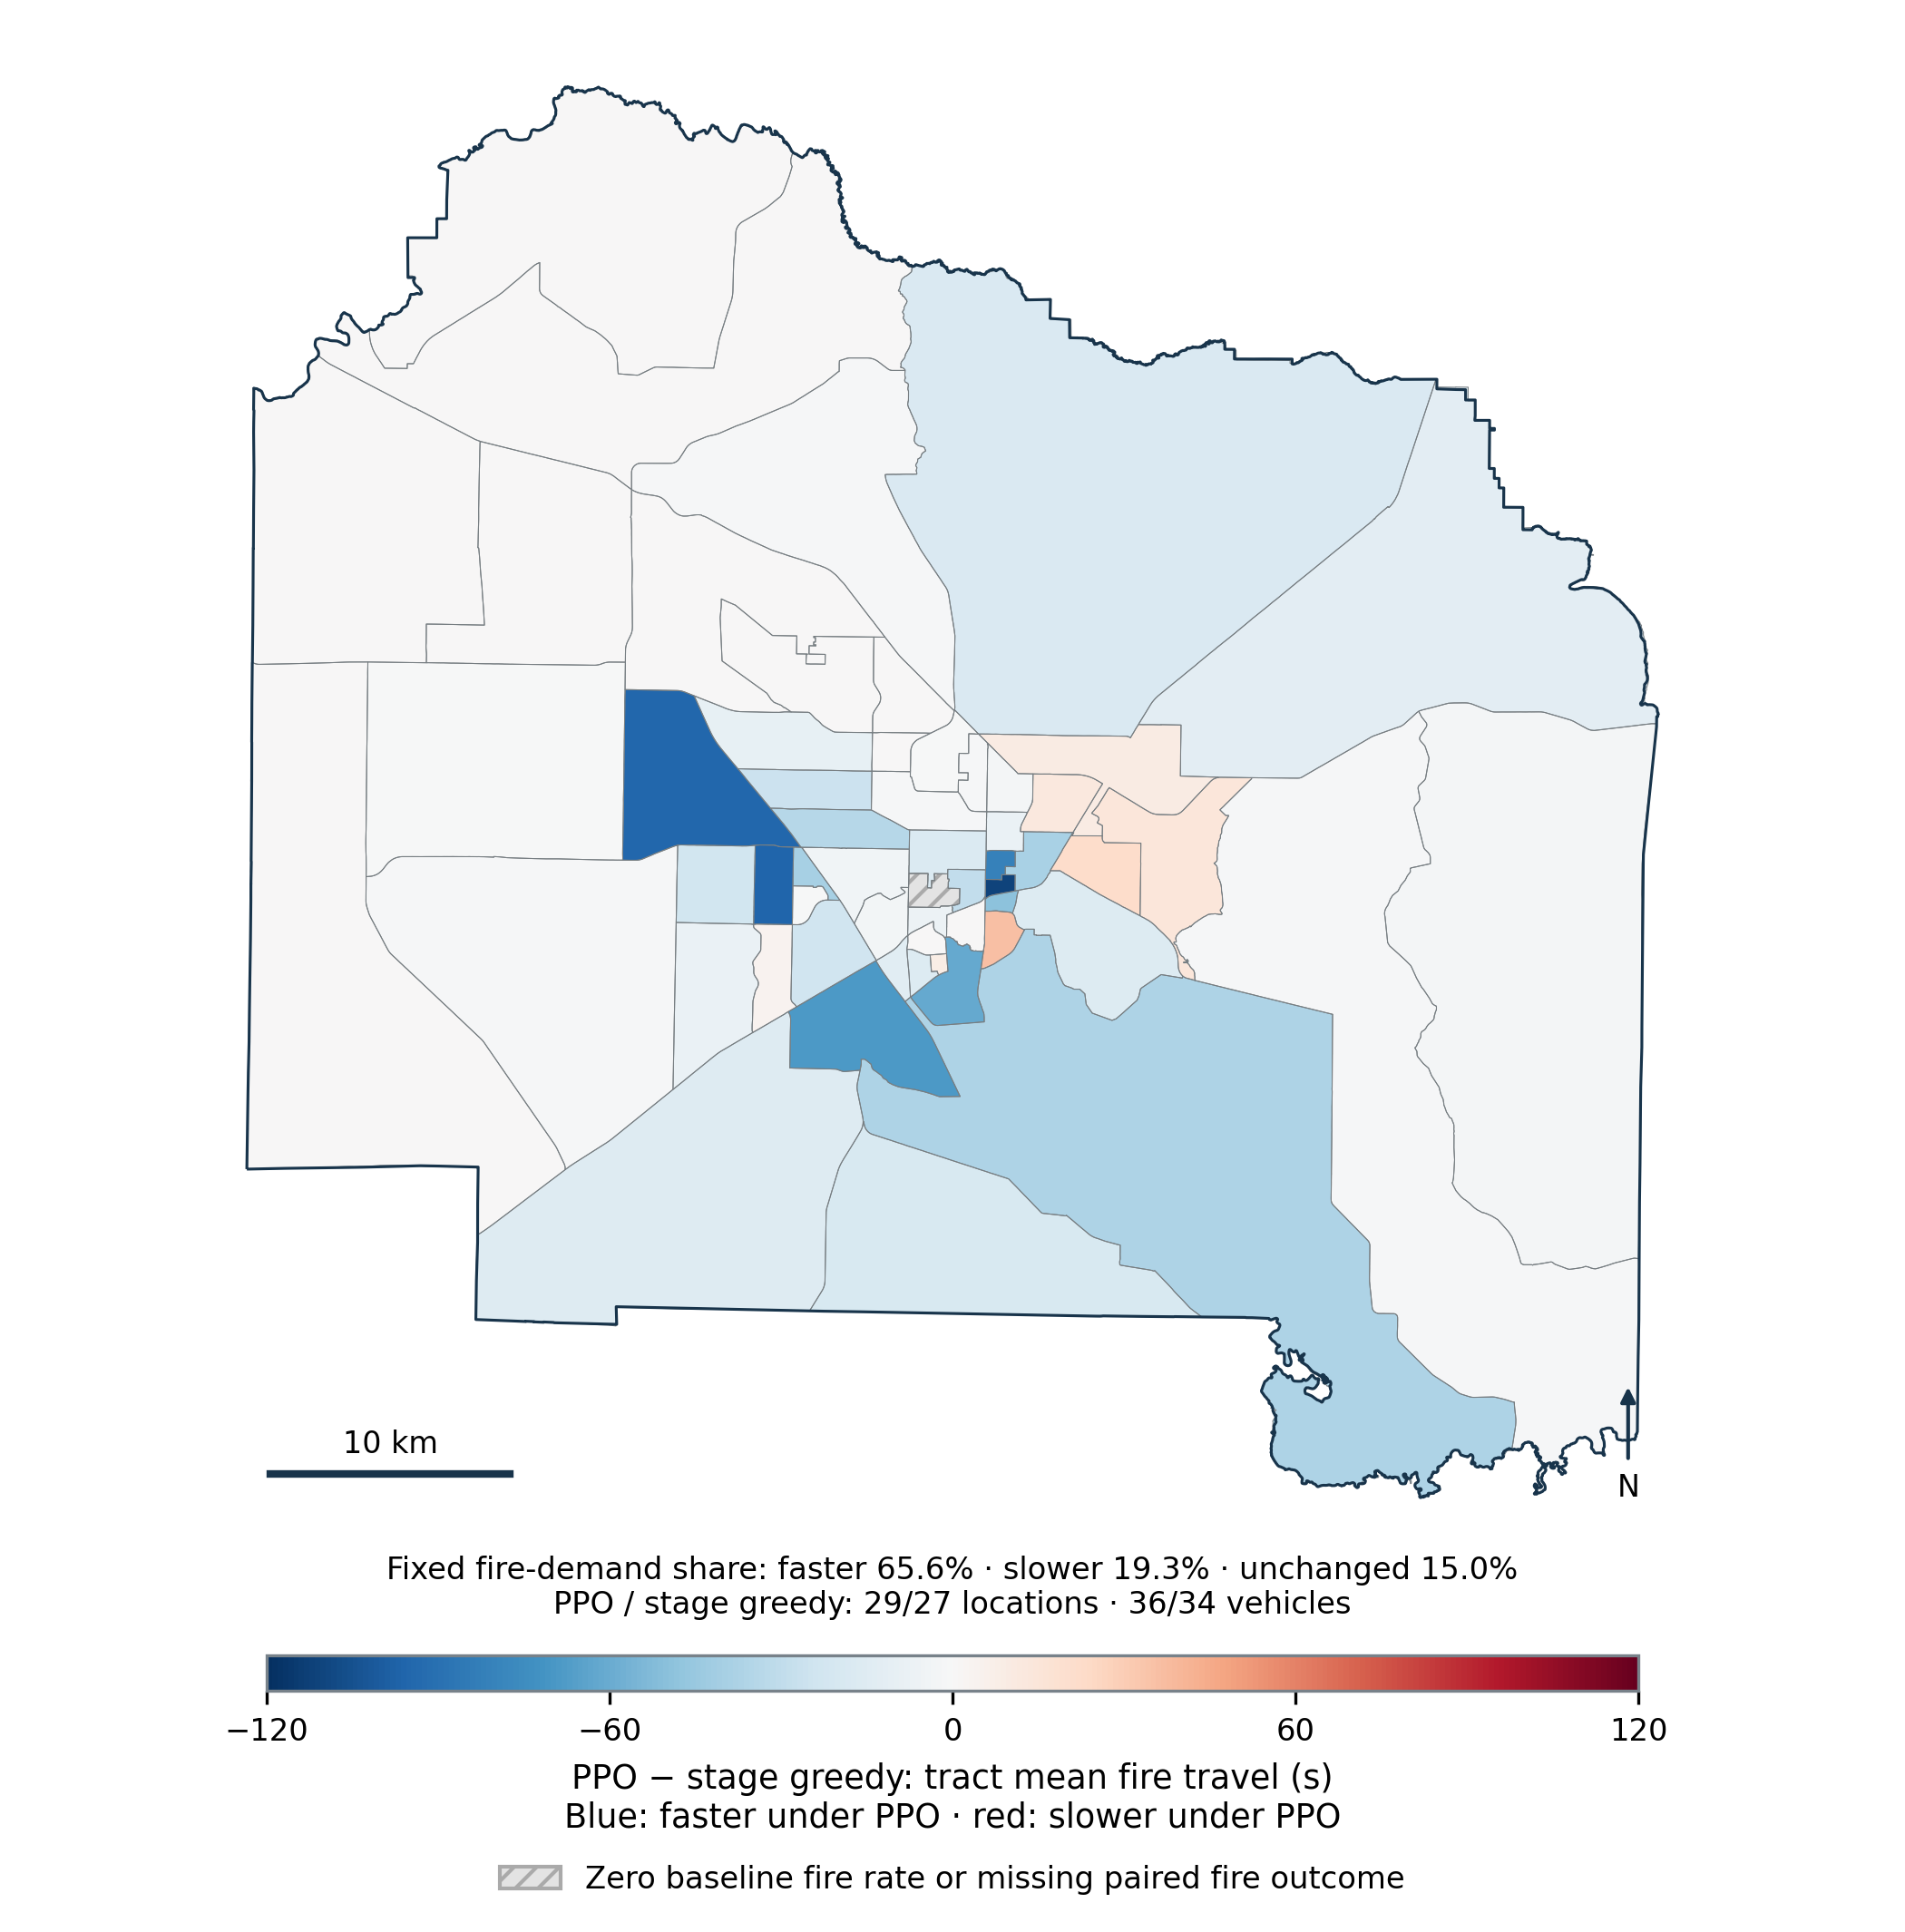 10 km
N
Fixed fire-demand share: faster 65.6% · slower 19.3% · unchanged 15.0%
PPO / stage greedy: 29/27 locations · 36/34 vehicles
−120 −60 0 60 120
PPO − stage greedy: tract mean fire travel (s)
Blue: faster under PPO · red: slower under PPO
Zero baseline fire rate or missing paired fire outcome